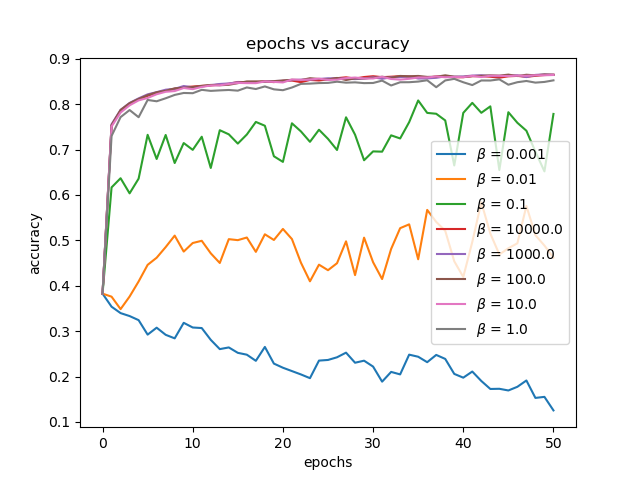 epochs vs accuracy
0.9
0.8
0.7
0.6
0.5
0.4
0.3
0.2
0.1
accuracy
β = 0.001
β = 0.01
β = 0.1
β = 10000.0
β = 1000.0
β = 100.0
β = 10.0
β = 1.0
0 10 20 30 40 50
epochs